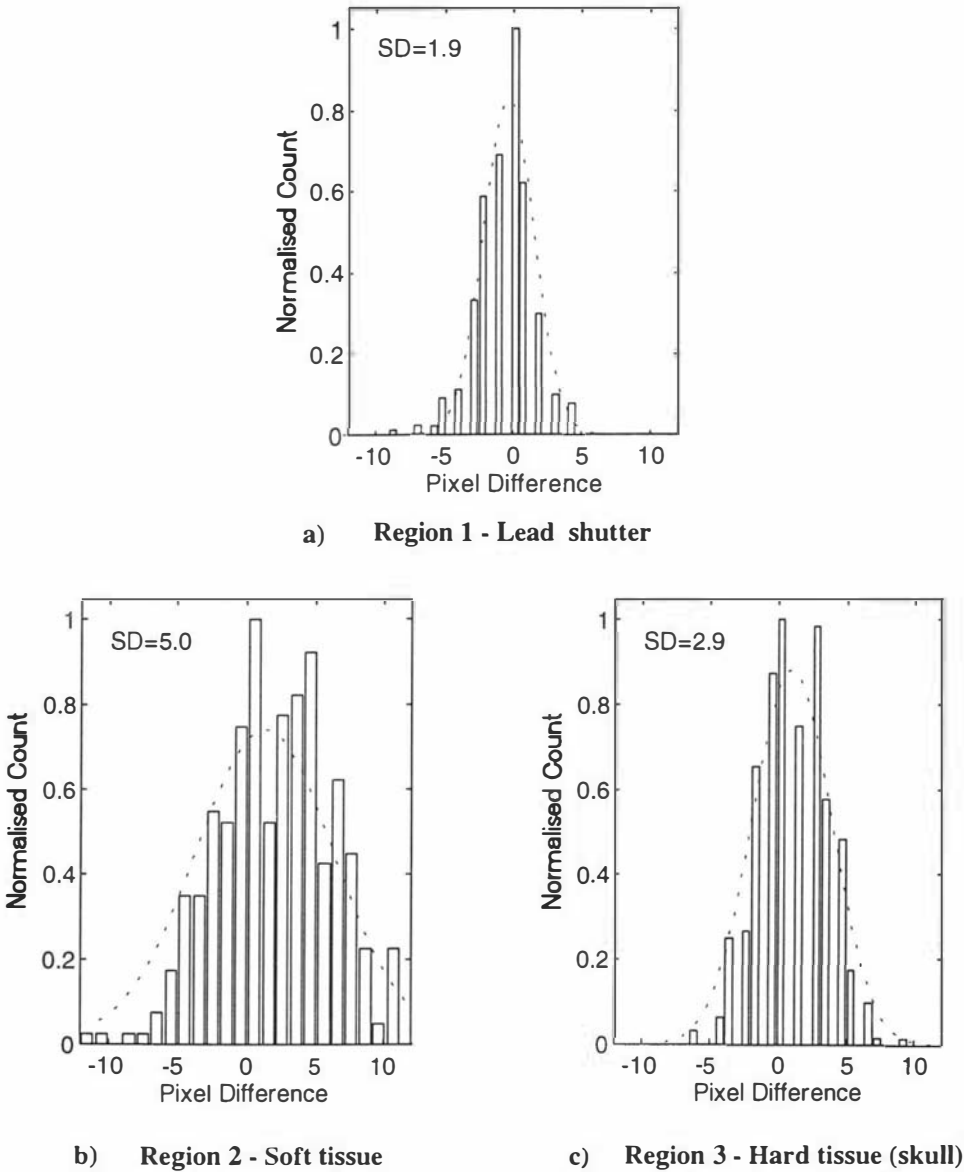 SD=1.9
1
0.8
0.6
0.4
0.2
0
Normalised Count
-10 -5 0 5 10
Pixel Difference
a) Region 1 - Lead shutter
SD=5.0
1
0.8
0.6
0.4
0.2
0
Normalised Count
-10 -5 0 5 10
Pixel Difference
b) Region 2 - Soft tissue
SD=2.9
1
0.8
0.6
0.4
0.2
0
Normalised Count
-10 -5 0 5 10
Pixel Difference
c) Region 3 - Hard tissue (skull)